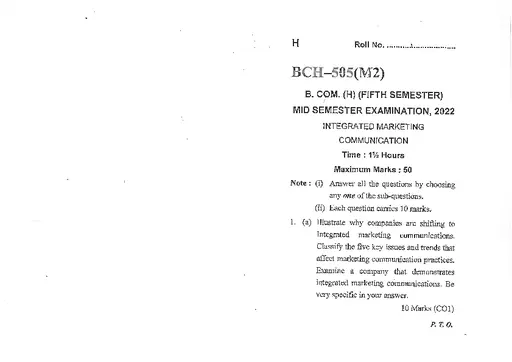 H Roll No. ..............................
BCH–505(M2)
B. COM. (H) (FIFTH SEMESTER)
MID SEMESTER EXAMINATION, 2022
INTEGRATED MARKETING
COMMUNICATION
Time : 1½ Hours
Maximum Marks : 50
Note : (i) Answer all the questions by choosing
any one of the sub-questions.
(ii) Each question carries 10 marks.
1. (a) Illustrate why companies are shifting to
Integrated marketing communications.
Classify the five key issues and trends that
affect marketing communication practices.
Examine a company that demonstrates
integrated marketing communications. Be
very specific in your answer.
10 Marks (CO1)
P. T. O.